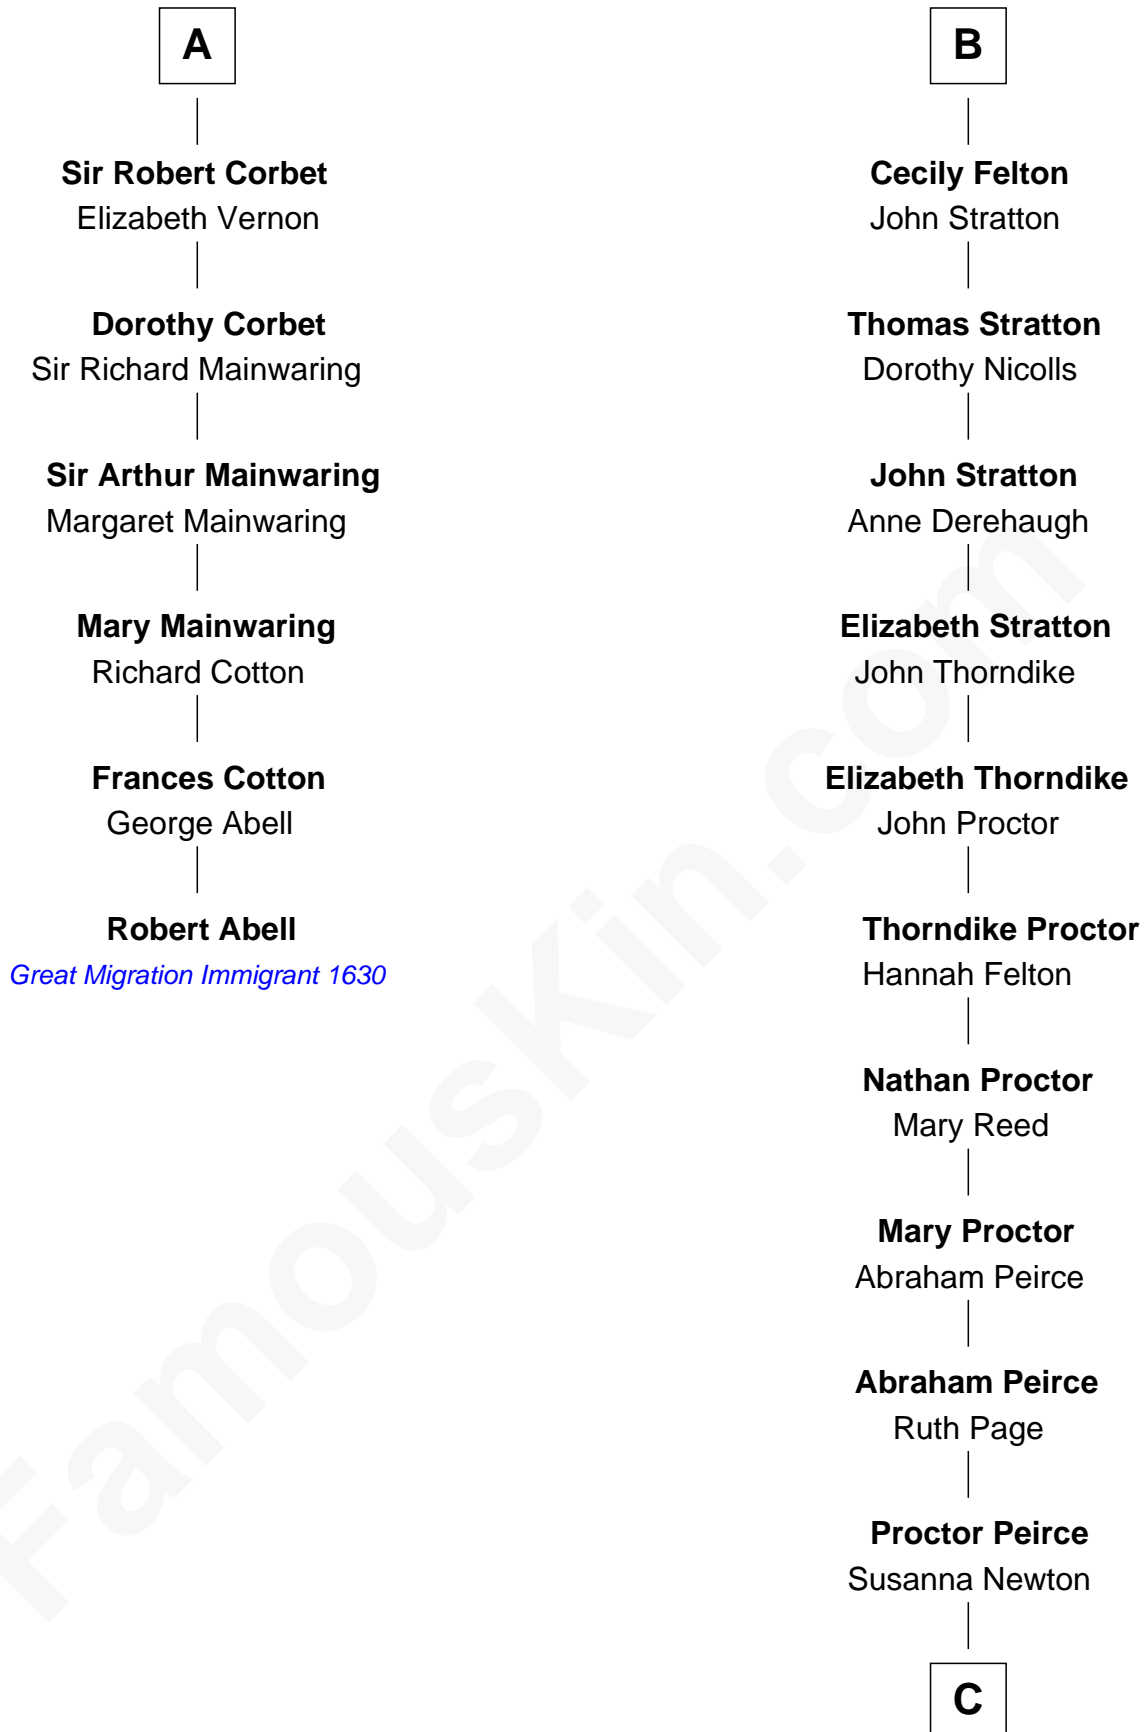 A
Sir Robert Corbet
Elizabeth Vernon
Dorothy Corbet
Sir Richard Mainwaring
Sir Arthur Mainwaring
Margaret Mainwaring
Mary Mainwaring
Richard Cotton
Frances Cotton
George Abell
Robert Abell
Great Migration Immigrant 1630
B
Cecily Felton
John Stratton
Thomas Stratton
Dorothy Nicolls
John Stratton
Anne Derehaugh
Elizabeth Stratton
John Thorndike
Elizabeth Thorndike
John Proctor
Thorndike Proctor
Hannah Felton
Nathan Proctor
Mary Reed
Mary Proctor
Abraham Peirce
Abraham Peirce
Ruth Page
Proctor Peirce
Susanna Newton
C
FamousKin.com